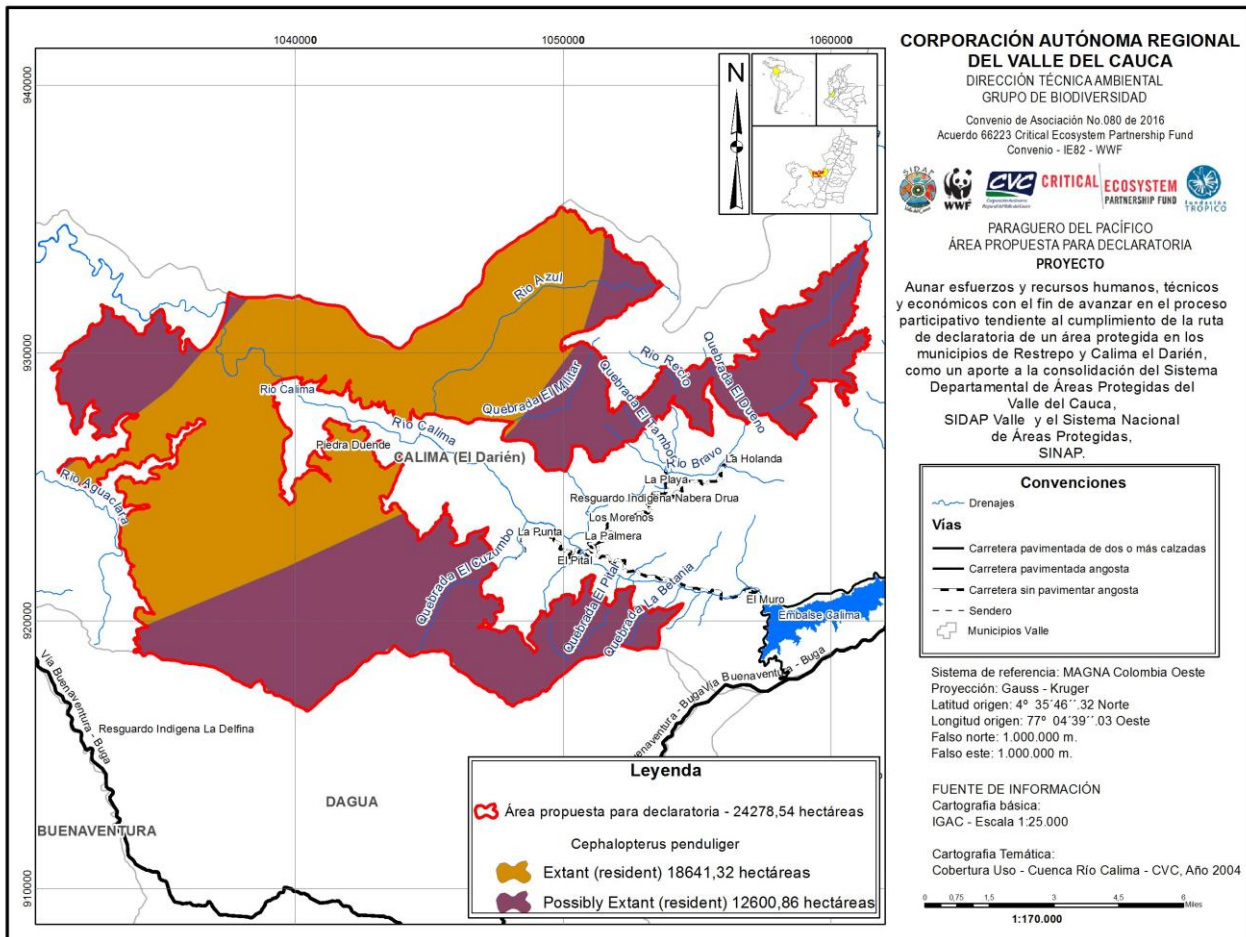 1040000
1050000
1060000
940000
930000
920000
910000
N
Rio Azul
Rio Calima
Rio Calima
Piedra Duende
CALIMA (El Darién)
Rio Aguaclara
Quebrada El Militar
Quebrada El Tambor
Rio Recio
Quebrada El Dueno
Rio Bravo
La Holanda
La Playa
Resguardo Indigena Nabera Drua
Los Morenos
La Palmera
La Punta
El Pital
Quebrada El Cuzumbo
Quebrada El Pital
Quebrada La Betania
El Muro
Embalse Calima
Vía Buenaventura - Buga
Vía Buenaventura - Buga
Resguardo Indigena La Delfina
DAGUA
BUENAVENTURA
Leyenda
Área propuesta para declaratoria - 24278,54 hectáreas
Cephalopterus penduliger
Extant (resident) 18641,32 hectáreas
Possibly Extant (resident) 12600,86 hectáreas
CORPORACIÓN AUTÓNOMA REGIONAL
DEL VALLE DEL CAUCA
DIRECCIÓN TÉCNICA AMBIENTAL
GRUPO DE BIODIVERSIDAD
Convenio de Asociación No.080 de 2016
Acuerdo 66223 Critical Ecosystem Partnership Fund
Convenio - IE82 - WWF
SIDAP
WWF
CVC
CRITICAL ECOSYSTEM
PARTNERSHIP FUND
fundación
TRÓPICO
PARAGUERO DEL PACÍFICO
ÁREA PROPUESTA PARA DECLARATORIA
PROYECTO
Aunar esfuerzos y recursos humanos, técnicos
y económicos con el fin de avanzar en el proceso
participativo tendiente al cumplimiento de la ruta
de declaratoria de un área protegida en los
municipios de Restrepo y Calima el Darién,
como un aporte a la consolidación del Sistema
Departamental de Áreas Protegidas del
Valle del Cauca,
SIDAP Valle y el Sistema Nacional
de Áreas Protegidas,
SINAP.
Convenciones
Drenajes
Vías
Carretera pavimentada de dos o más calzadas
Carretera pavimentada angosta
Carretera sin pavimentar angosta
Sendero
Municipios Valle
Sistema de referencia: MAGNA Colombia Oeste
Proyección: Gauss - Kruger
Latitud origen: 4º 35´46´´.32 Norte
Longitud origen: 77º 04´39´´.03 Oeste
Falso norte: 1.000.000 m.
Falso este: 1.000.000 m.
FUENTE DE INFORMACIÓN
Cartografia básica:
IGAC - Escala 1:25.000
Cartografia Temática:
Cobertura Uso - Cuenca Río Calima - CVC, Año 2004
0 0,75 1,5 3 4,5 6
Miles
1:170.000